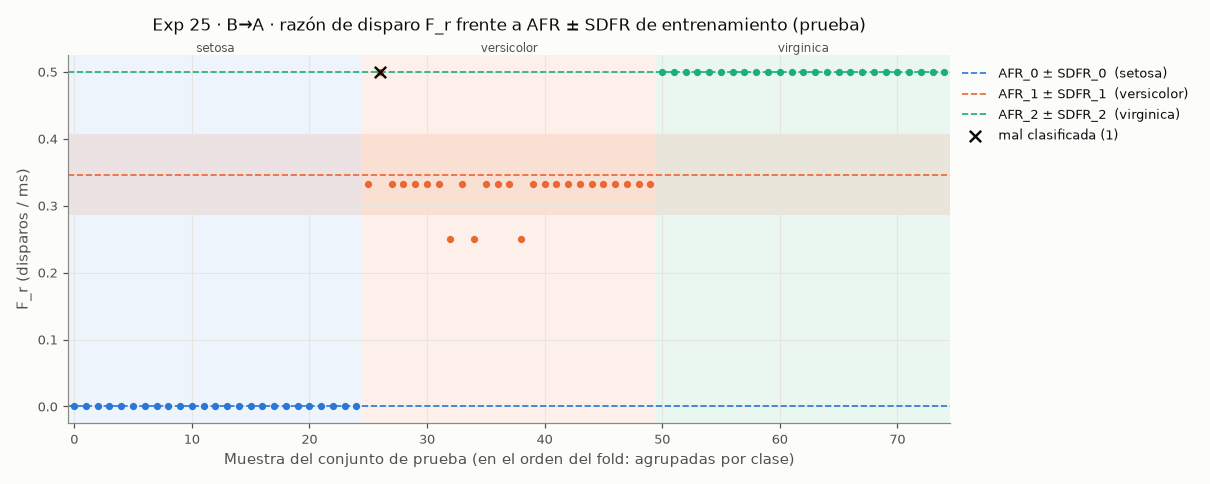 Exp 25 · B→A · razón de disparo F_r frente a AFR ± SDFR de entrenamiento (prueba)
setosa
versicolor
virginica
0.5
0.4
0.3
0.2
0.1
0.0
F_r (disparos / ms)
0
10
20
30
40
50
60
70
Muestra del conjunto de prueba (en el orden del fold: agrupadas por clase)
AFR_0 ± SDFR_0 (setosa)
AFR_1 ± SDFR_1 (versicolor)
AFR_2 ± SDFR_2 (virginica)
mal clasificada (1)